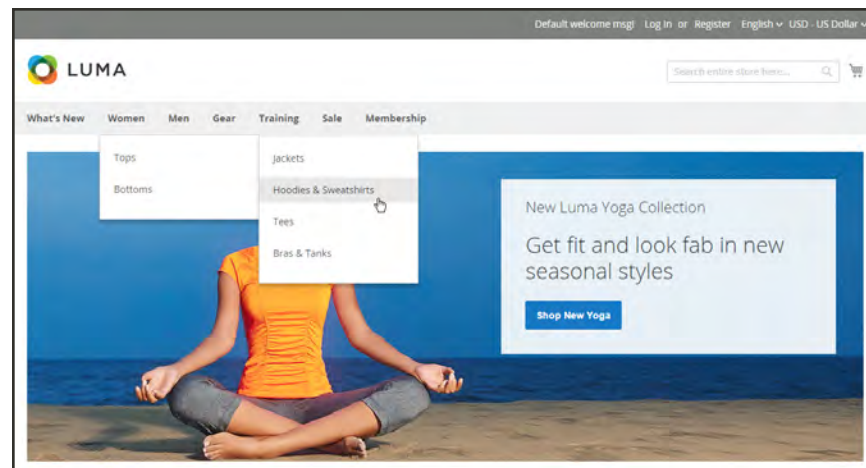 Default welcome msg! Log In or Register English USD - US Dollar
LUMA
Search entire store here...
What's New Women Men Gear Training Sale Membership
Tops
Bottoms
Jackets
Hoodies & Sweatshirts
Tees
Bras & Tanks
New Luma Yoga Collection
Get fit and look fab in new
seasonal styles
Shop New Yoga